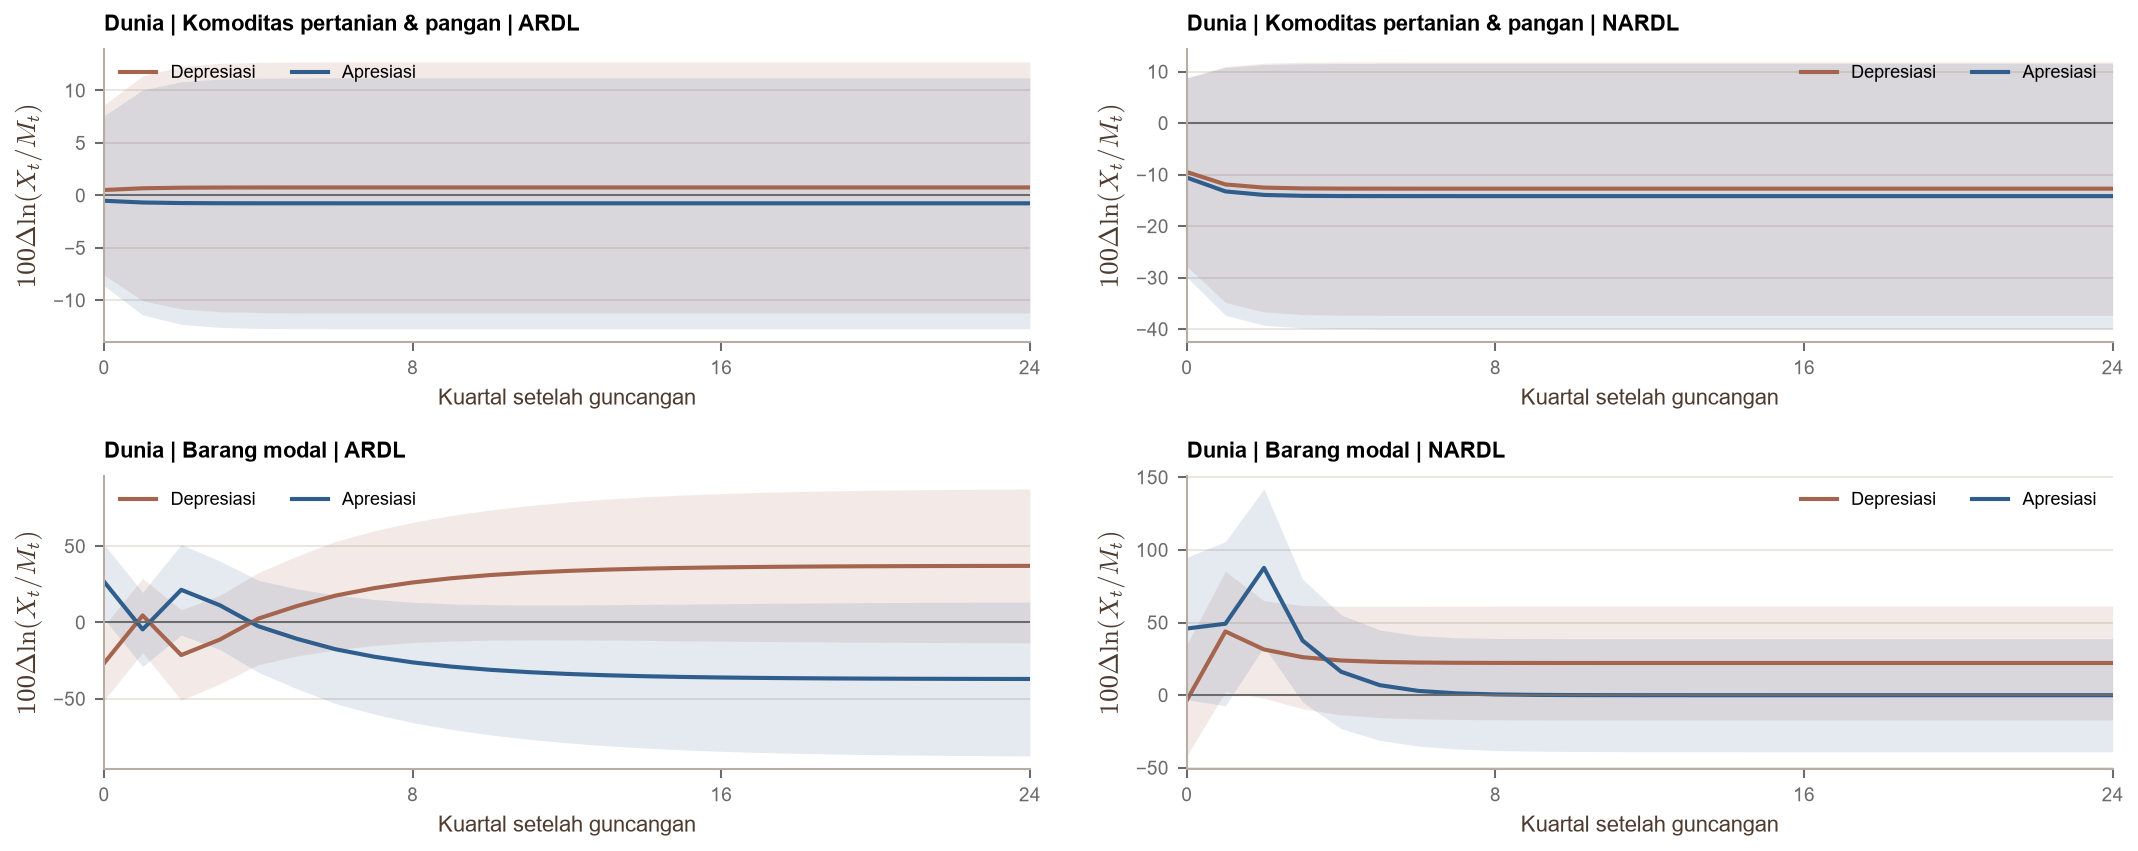 Dunia | Komoditas pertanian & pangan | ARDL
Depresiasi Apresiasi
100Δln(X_t/M_t)
10
5
0
−5
−10
0 8 16 24
Kuartal setelah guncangan
Dunia | Komoditas pertanian & pangan | NARDL
Depresiasi Apresiasi
100Δln(X_t/M_t)
10
0
−10
−20
−30
−40
0 8 16 24
Kuartal setelah guncangan
Dunia | Barang modal | ARDL
Depresiasi Apresiasi
100Δln(X_t/M_t)
50
0
−50
0 8 16 24
Kuartal setelah guncangan
Dunia | Barang modal | NARDL
Depresiasi Apresiasi
100Δln(X_t/M_t)
150
100
50
0
−50
0 8 16 24
Kuartal setelah guncangan